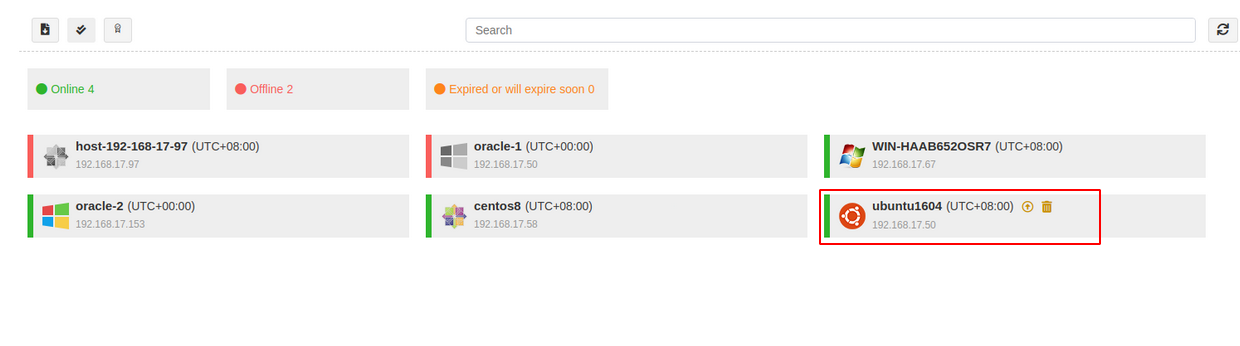 Search
Online 4
Offline 2
Expired or will expire soon 0
host-192-168-17-97 (UTC+08:00)
192.168.17.97
oracle-1 (UTC+00:00)
192.168.17.50
WIN-HAAB652OSR7 (UTC+08:00)
192.168.17.67
oracle-2 (UTC+00:00)
192.168.17.153
centos8 (UTC+08:00)
192.168.17.58
ubuntu1604 (UTC+08:00)
192.168.17.50